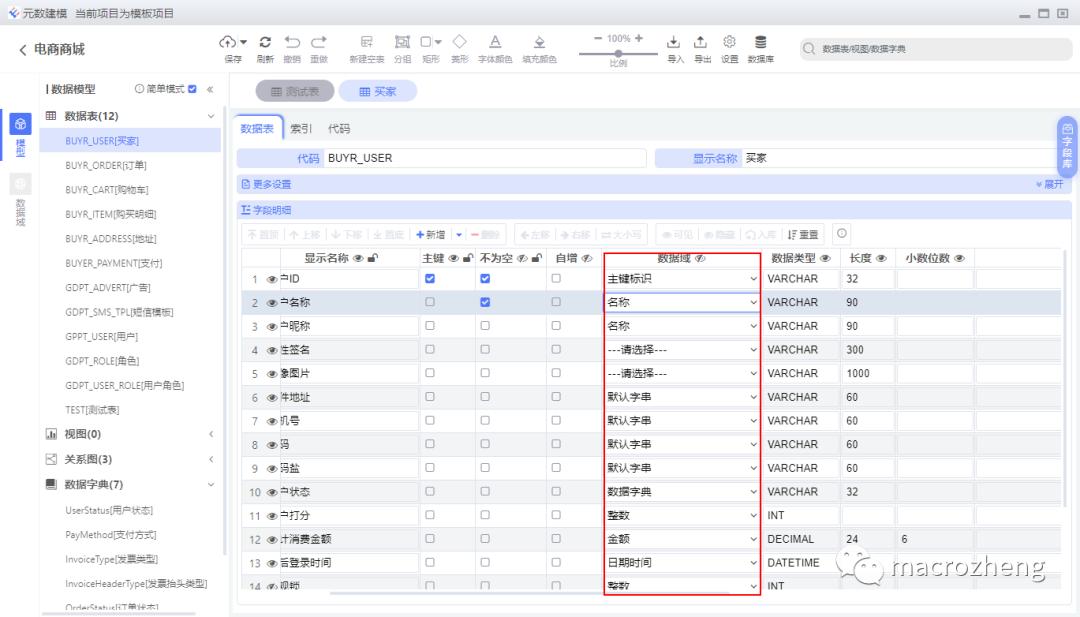 元数建模 当前项目为模板项目
电商商城
保存 刷新 撤销 重做 新建空表 分组 矩形 菱形 字体颜色 填充颜色
100%
比例
导入 导出 设置 数据库
数据表/视图/数据字典
模型
数据域
数据模型 简单模式
数据表(12)
BUYR_USER[买家]
BUYR_ORDER[订单]
BUYR_CART[购物车]
BUYR_ITEM[购买明细]
BUYR_ADDRESS[地址]
BUYER_PAYMENT[支付]
GDPT_ADVERT[广告]
GDPT_SMS_TPL[短信模板]
GPPT_USER[用户]
GDPT_ROLE[角色]
GDPT_USER_ROLE[用户角色]
TEST[测试表]
视图(0)
关系图(3)
数据字典(7)
UserStatus[用户状态]
PayMethod[支付方式]
InvoiceType[发票类型]
InvoiceHeaderType[发票抬头类型]
OrderStatus[订单状态]
测试表 买家
数据表 索引 代码
代码 BUYR_USER 显示名称 买家
更多设置 展开
字段库
字段明细
置顶 上移 下移 置底 新增 删除 左移 右移 大小写 可见 隐藏 入库 重置
显示名称 主键 不为空 自增 数据域 数据类型 长度 小数位数
1 户ID 主键标识 VARCHAR 32
2 户名称 名称 VARCHAR 90
3 户昵称 名称 VARCHAR 90
4 性签名 ---请选择--- VARCHAR 300
5 像图片 ---请选择--- VARCHAR 1000
6 件地址 默认字串 VARCHAR 60
7 机号 默认字串 VARCHAR 60
8 码 默认字串 VARCHAR 60
9 码盐 默认字串 VARCHAR 60
10 户状态 数据字典 VARCHAR 32
11 户打分 整数 INT
12 计消费金额 金额 DECIMAL 24 6
13 后登录时间 日期时间 DATETIME
14 观锁 整数 INT
macrozheng